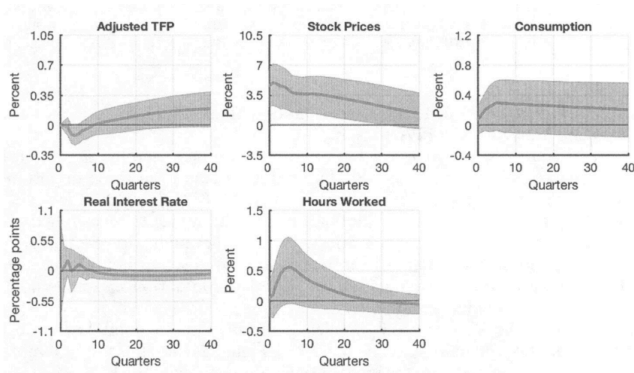 Adjusted TFP
Percent
1.05
0.7
0.35
0
-0.35
0 10 20 30 40
Quarters
Stock Prices
Percent
10.5
7
3.5
0
-3.5
0 10 20 30 40
Quarters
Consumption
Percent
1.2
0.8
0.4
0
-0.4
0 10 20 30 40
Quarters
Real Interest Rate
Percentage points
1.1
0.55
0
-0.55
-1.1
0 10 20 30 40
Quarters
Hours Worked
Percent
1.5
1
0.5
0
-0.5
0 10 20 30 40
Quarters